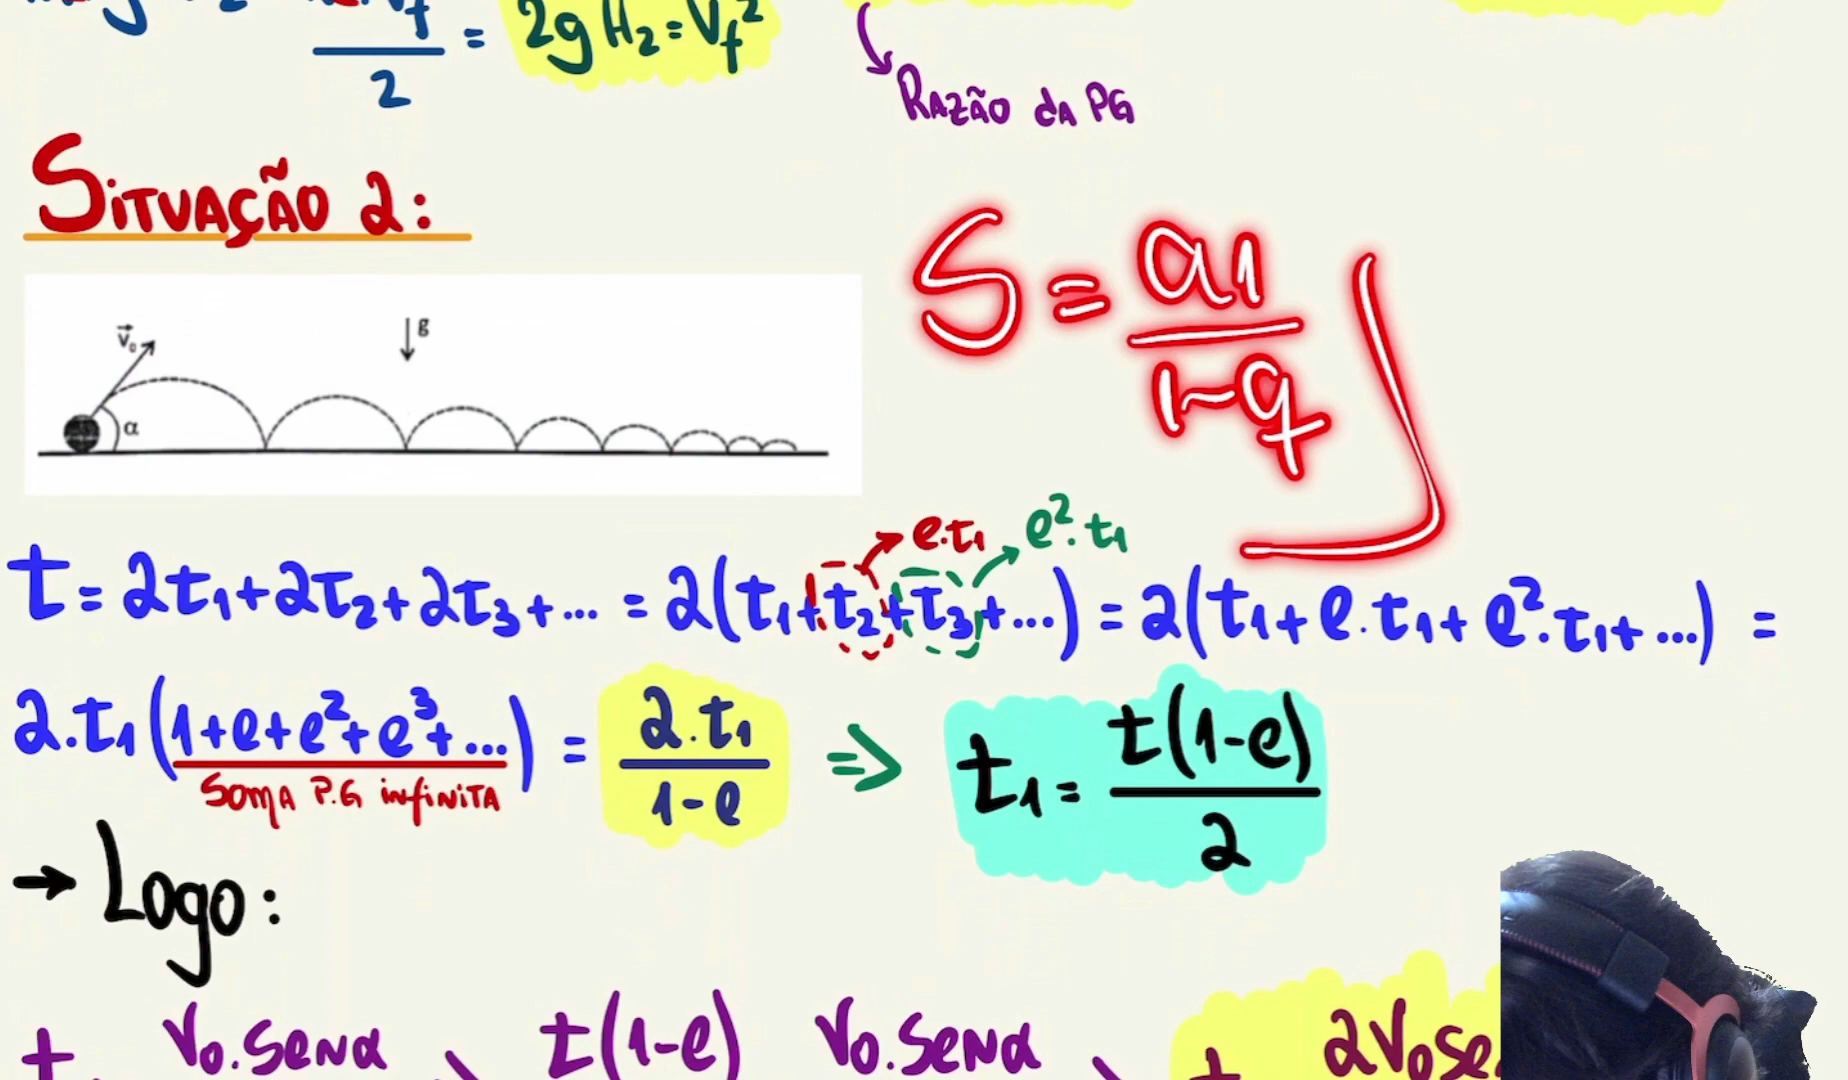 2
= 2g H₂ = Vf²
RAZÃO DA PG
SITUAÇÃO 2:
S = a1/(1-q)
V₀
g
α
e.t₁
e².t₁
t = 2t₁+2t₂+2t₃+... = 2(t₁+t₂+t₃+...) = 2(t₁+e.t₁+e².t₁+...) =
2.t₁(1+e+e²+e³+...) = 2.t₁/(1-e) => t₁ = t(1-e)/2
SOMA P.G INFINITA
→ LOGO:
V₀.SENα t(1-e) V₀.SENα